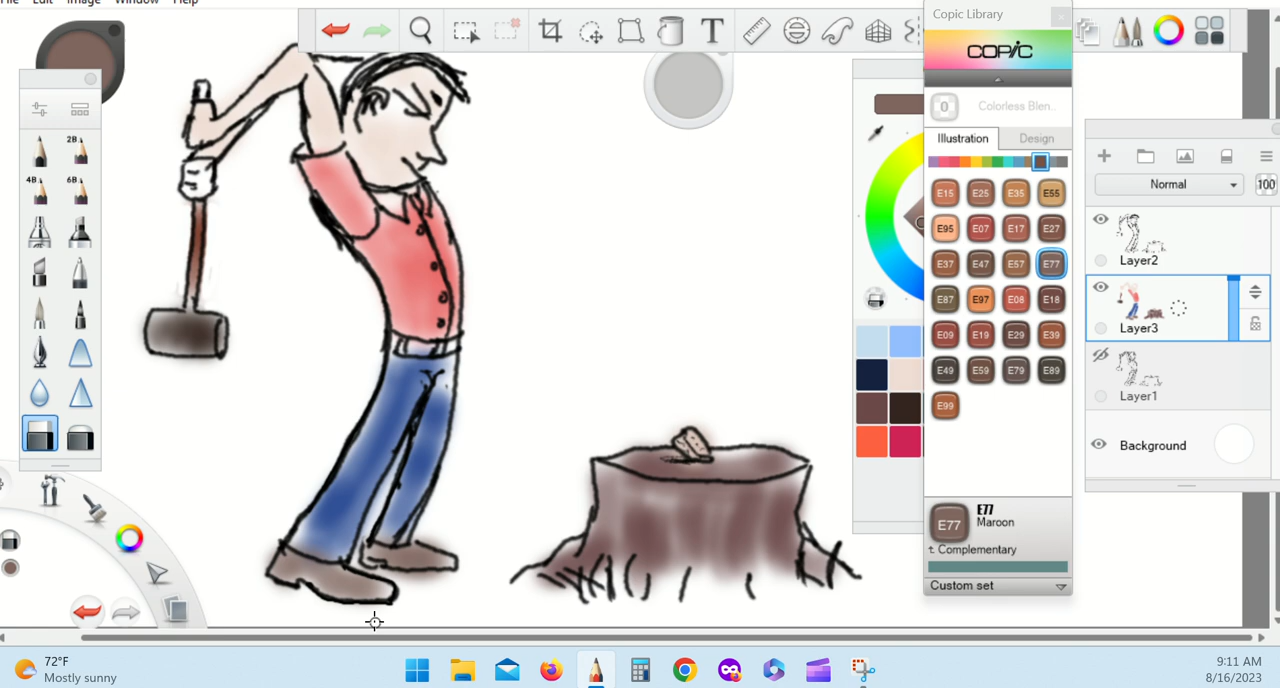 File Edit Image Window Help
T
Copic Library
x
COPIC
0 Colorless Blen..
Illustration Design
E15 E25 E35 E55
E95 E07 E17 E27
E37 E47 E57 E77
E87 E97 E08 E18
E09 E19 E29 E39
E49 E59 E79 E89
E99
E77
E77
Maroon
Complementary
Custom set
2B
4B 6B
Normal 100
Layer2
Layer3
Layer1
Background
72°F
Mostly sunny
9:11 AM
8/16/2023